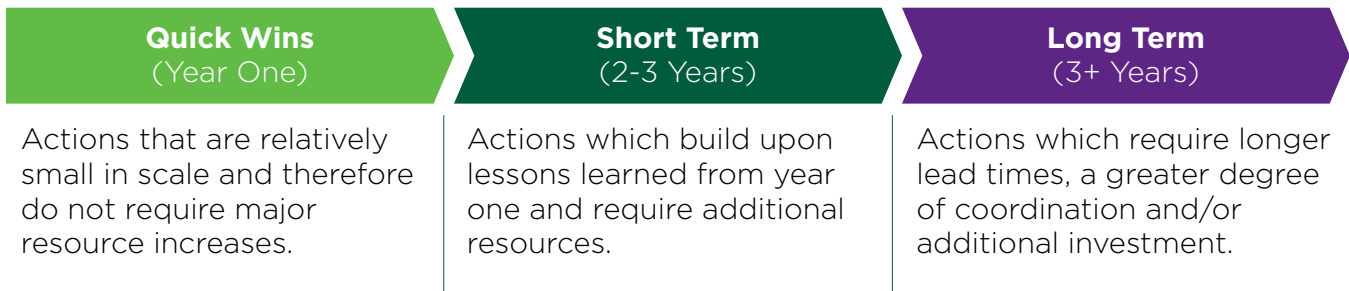 Quick Wins
(Year One)
Actions that are relatively
small in scale and therefore
do not require major
resource increases.
Short Term
(2-3 Years)
Actions which build upon
lessons learned from year
one and require additional
resources.
Long Term
(3+ Years)
Actions which require longer
lead times, a greater degree
of coordination and/or
additional investment.